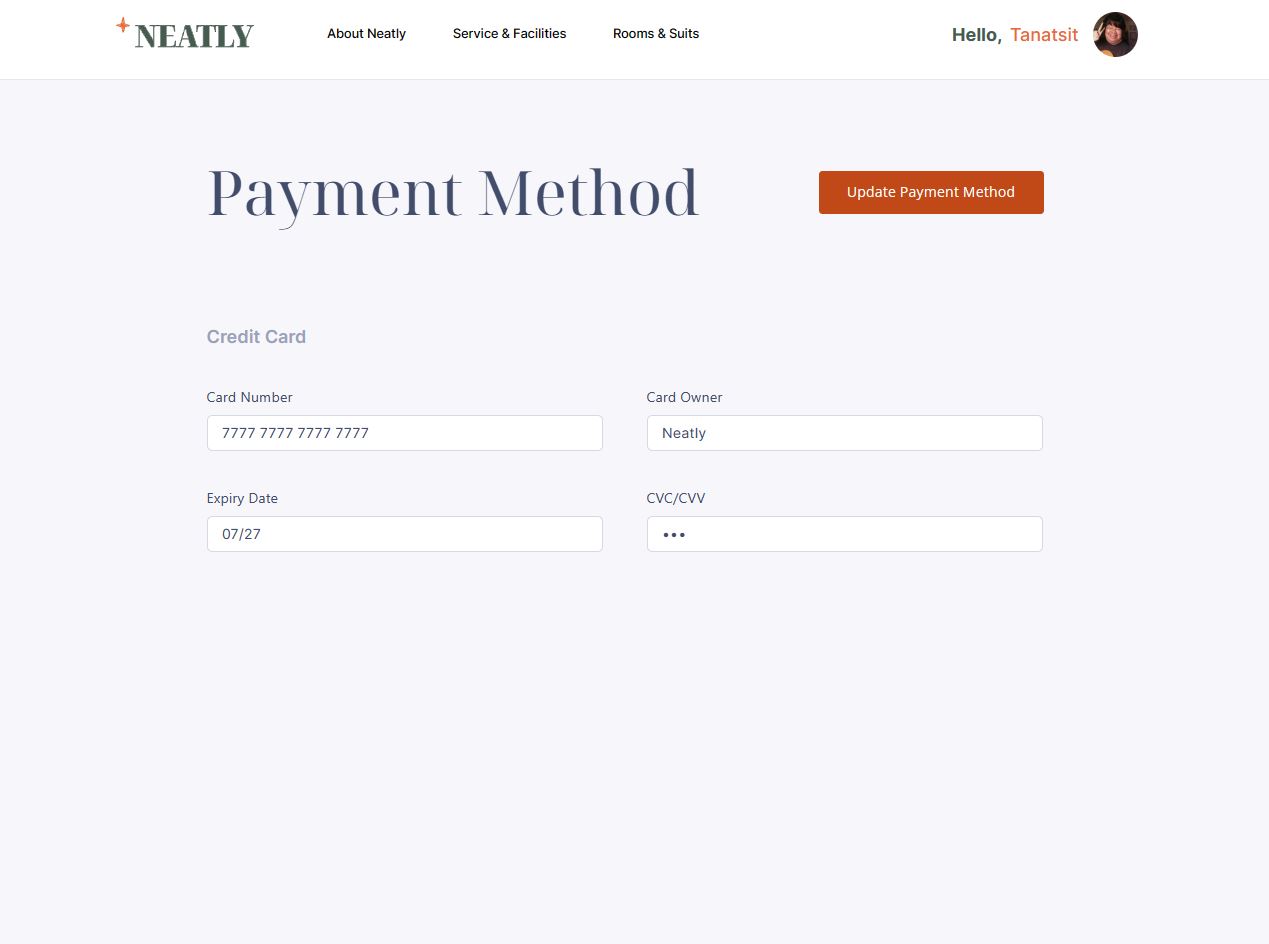 NEATLY About Neatly Service & Facilities Rooms & Suits Hello, Tanatsit
Payment Method Update Payment Method
Credit Card
Card Number Card Owner
7777 7777 7777 7777 Neatly
Expiry Date CVC/CVV
07/27 •••